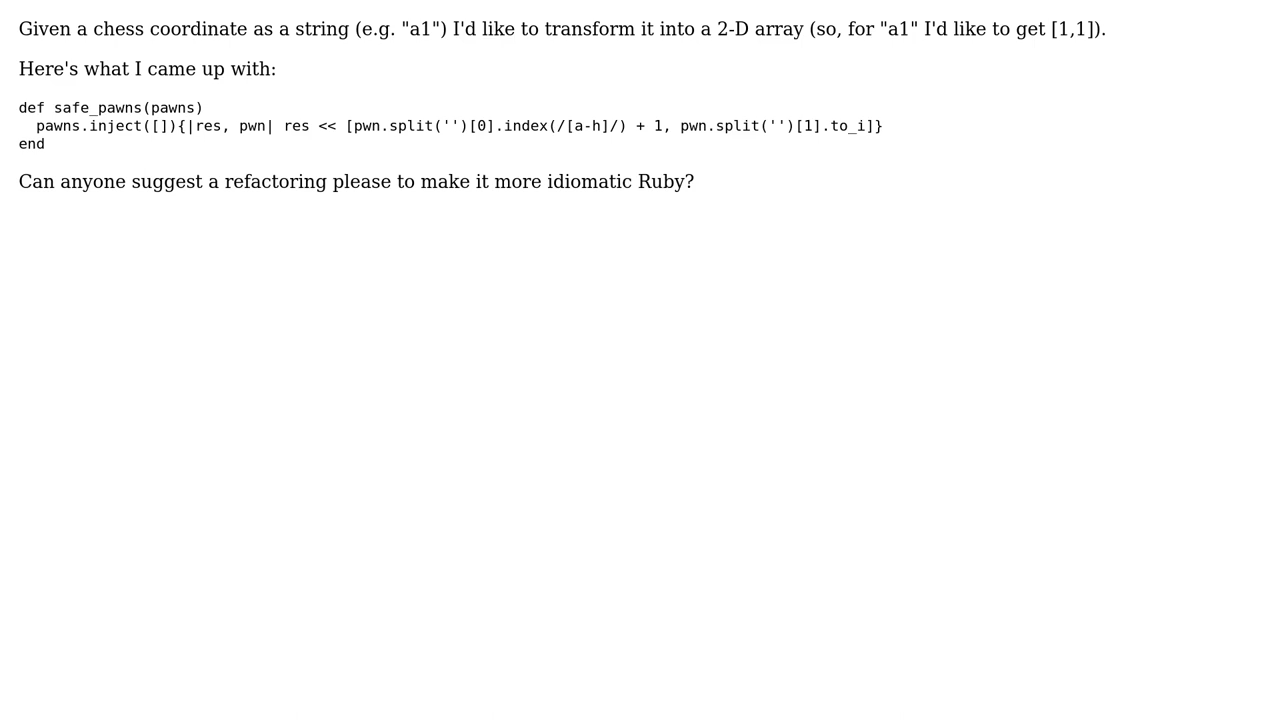 Given a chess coordinate as a string (e.g. "a1") I'd like to transform it into a 2-D array (so, for "a1" I'd like to get [1,1]).
Here's what I came up with:
def safe_pawns(pawns)
  pawns.inject([]){|res, pwn| res << [pwn.split('')[0].index(/[a-h]/) + 1, pwn.split('')[1].to_i]}
end
Can anyone suggest a refactoring please to make it more idiomatic Ruby?